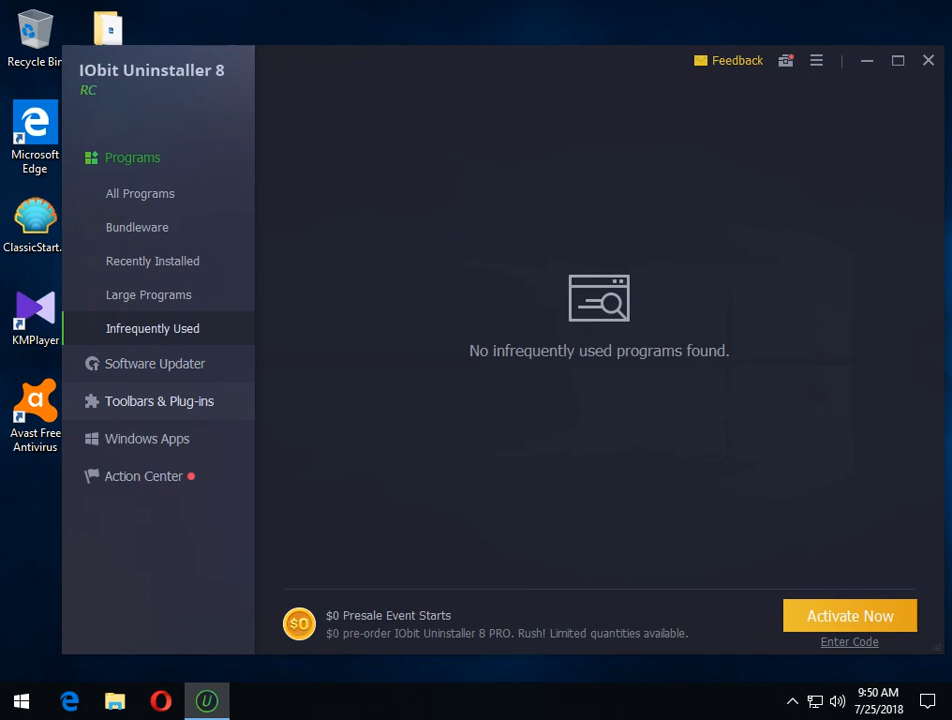 Recycle Bin
Microsoft
Edge
ClassicStart.
KMPlayer
a
Avast Free
Antivirus
IObit Uninstaller 8
RC
Programs
All Programs
Bundleware
Recently Installed
Large Programs
Infrequently Used
Software Updater
Toolbars & Plug-ins
Windows Apps
Action Center
Feedback
No infrequently used programs found.
$0
$0 Presale Event Starts
$0 pre-order IObit Uninstaller 8 PRO. Rush! Limited quantities available.
Activate Now
Enter Code
9:50 AM
7/25/2018